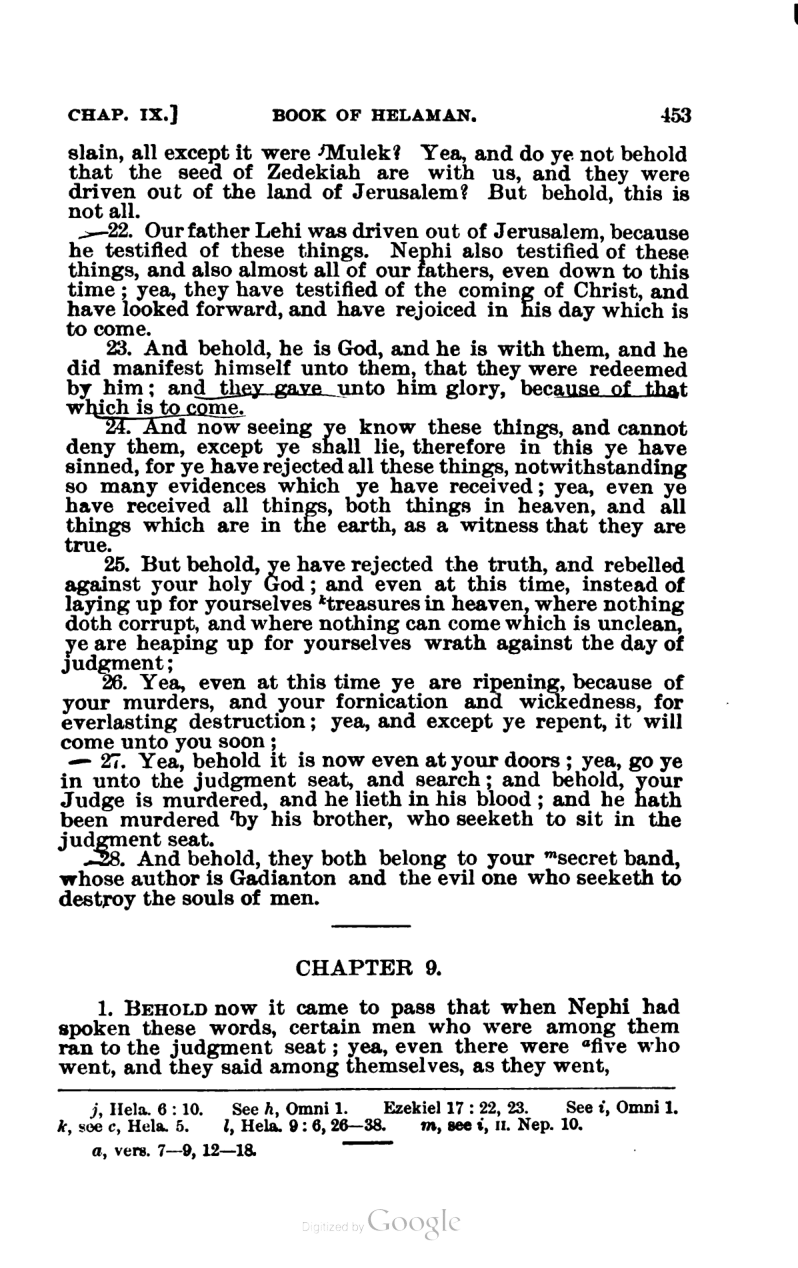 CHAP. IX.] BOOK OF HELAMAN. 453
slain, all except it were ʲMulek? Yea, and do ye not behold
that the seed of Zedekiah are with us, and they were
driven out of the land of Jerusalem? But behold, this is
not all.
22. Our father Lehi was driven out of Jerusalem, because
he testified of these things. Nephi also testified of these
things, and also almost all of our fathers, even down to this
time; yea, they have testified of the coming of Christ, and
have looked forward, and have rejoiced in his day which is
to come.
23. And behold, he is God, and he is with them, and he
did manifest himself unto them, that they were redeemed
by him; and they gave unto him glory, because of that
which is to come.
24. And now seeing ye know these things, and cannot
deny them, except ye shall lie, therefore in this ye have
sinned, for ye have rejected all these things, notwithstanding
so many evidences which ye have received; yea, even ye
have received all things, both things in heaven, and all
things which are in the earth, as a witness that they are
true.
25. But behold, ye have rejected the truth, and rebelled
against your holy God; and even at this time, instead of
laying up for yourselves ᵏtreasures in heaven, where nothing
doth corrupt, and where nothing can come which is unclean,
ye are heaping up for yourselves wrath against the day of
judgment;
26. Yea, even at this time ye are ripening, because of
your murders, and your fornication and wickedness, for
everlasting destruction; yea, and except ye repent, it will
come unto you soon;
27. Yea, behold it is now even at your doors; yea, go ye
in unto the judgment seat, and search; and behold, your
Judge is murdered, and he lieth in his blood; and he hath
been murdered ˡby his brother, who seeketh to sit in the
judgment seat.
28. And behold, they both belong to your ᵐsecret band,
whose author is Gadianton and the evil one who seeketh to
destroy the souls of men.
CHAPTER 9.
1. BEHOLD now it came to pass that when Nephi had
spoken these words, certain men who were among them
ran to the judgment seat; yea, even there were ᵃfive who
went, and they said among themselves, as they went,
j, Hela. 6 : 10. See h, Omni 1. Ezekiel 17 : 22, 23. See i, Omni 1.
k, see c, Hela. 5. l, Hela. 9 : 6, 26—38. m, see i, II. Nep. 10.
a, vers. 7—9, 12—18.
Digitized by Google